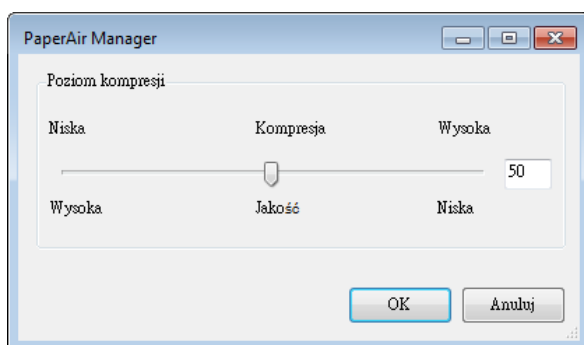 PaperAir Manager
Poziom kompresji
Niska Kompresja Wysoka
50
Wysoka Jakość Niska
OK Anuluj